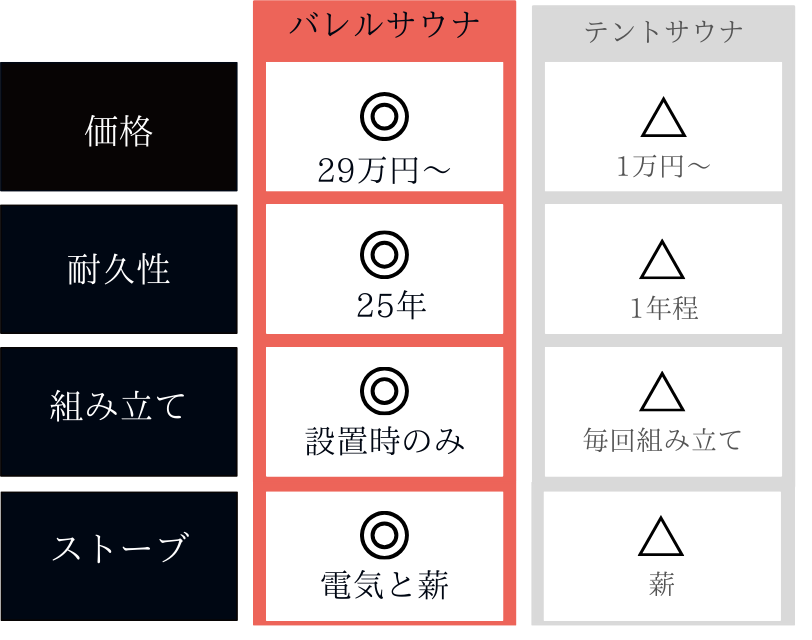 バレルサウナ
テントサウナ
価格
◎
29万円〜
△
1万円〜
耐久性
◎
25年
△
1年程
組み立て
◎
設置時のみ
△
毎回組み立て
ストーブ
◎
電気と薪
△
薪